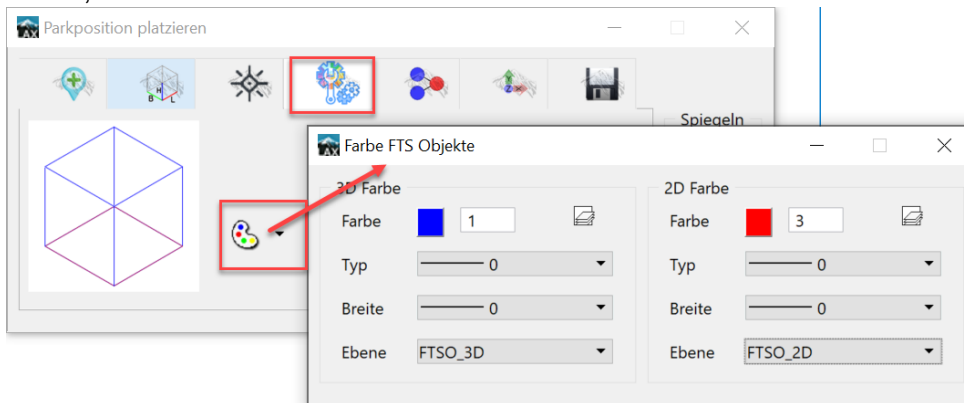 Parkposition platzieren
H
B L
Spiegeln
Farbe FTS Objekte
3D Farbe 2D Farbe
Farbe 1 Farbe 3
Typ 0 Typ 0
Breite 0 Breite 0
Ebene FTSO_3D Ebene FTSO_2D